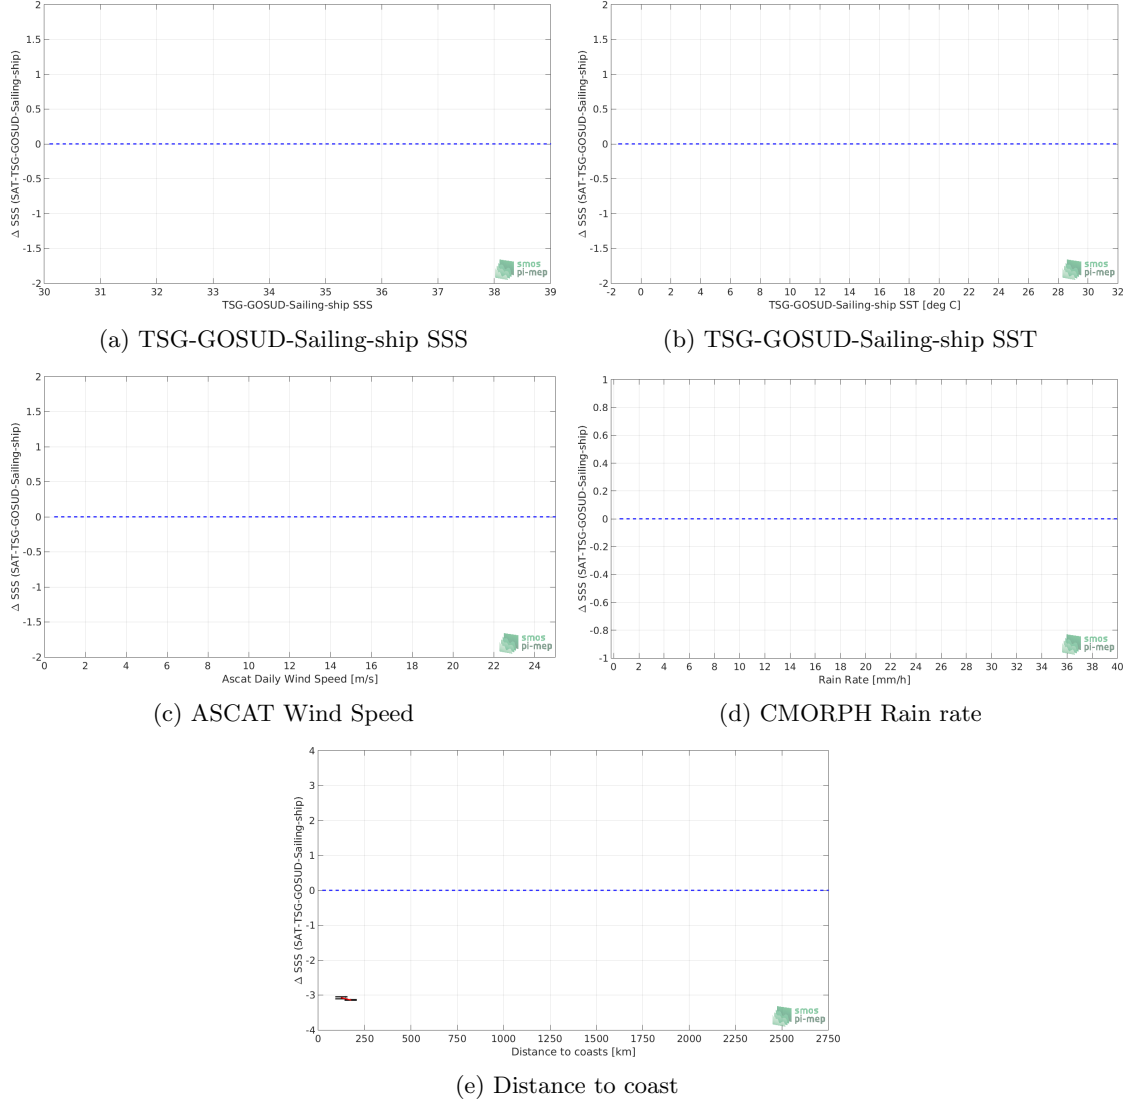 2
1.5
1
0.5
0
-0.5
-1
-1.5
-2
Δ SSS (SAT-TSG-GOSUD-Sailing-ship)
30 31 32 33 34 35 36 37 38 39
TSG-GOSUD-Sailing-ship SSS
smos
pi-mep
(a) TSG-GOSUD-Sailing-ship SSS
2
1.5
1
0.5
0
-0.5
-1
-1.5
-2
Δ SSS (SAT-TSG-GOSUD-Sailing-ship)
-2 0 2 4 6 8 10 12 14 16 18 20 22 24 26 28 30 32
TSG-GOSUD-Sailing-ship SST [deg C]
smos
pi-mep
(b) TSG-GOSUD-Sailing-ship SST
2
1.5
1
0.5
0
-0.5
-1
-1.5
-2
Δ SSS (SAT-TSG-GOSUD-Sailing-ship)
0 2 4 6 8 10 12 14 16 18 20 22 24
Ascat Daily Wind Speed [m/s]
smos
pi-mep
(c) ASCAT Wind Speed
1
0.8
0.6
0.4
0.2
0
-0.2
-0.4
-0.6
-0.8
-1
Δ SSS (SAT-TSG-GOSUD-Sailing-ship)
0 2 4 6 8 10 12 14 16 18 20 22 24 26 28 30 32 34 36 38 40
Rain Rate [mm/h]
smos
pi-mep
(d) CMORPH Rain rate
4
3
2
1
0
-1
-2
-3
-4
Δ SSS (SAT-TSG-GOSUD-Sailing-ship)
0 250 500 750 1000 1250 1500 1750 2000 2250 2500 2750
Distance to coasts [km]
smos
pi-mep
(e) Distance to coast